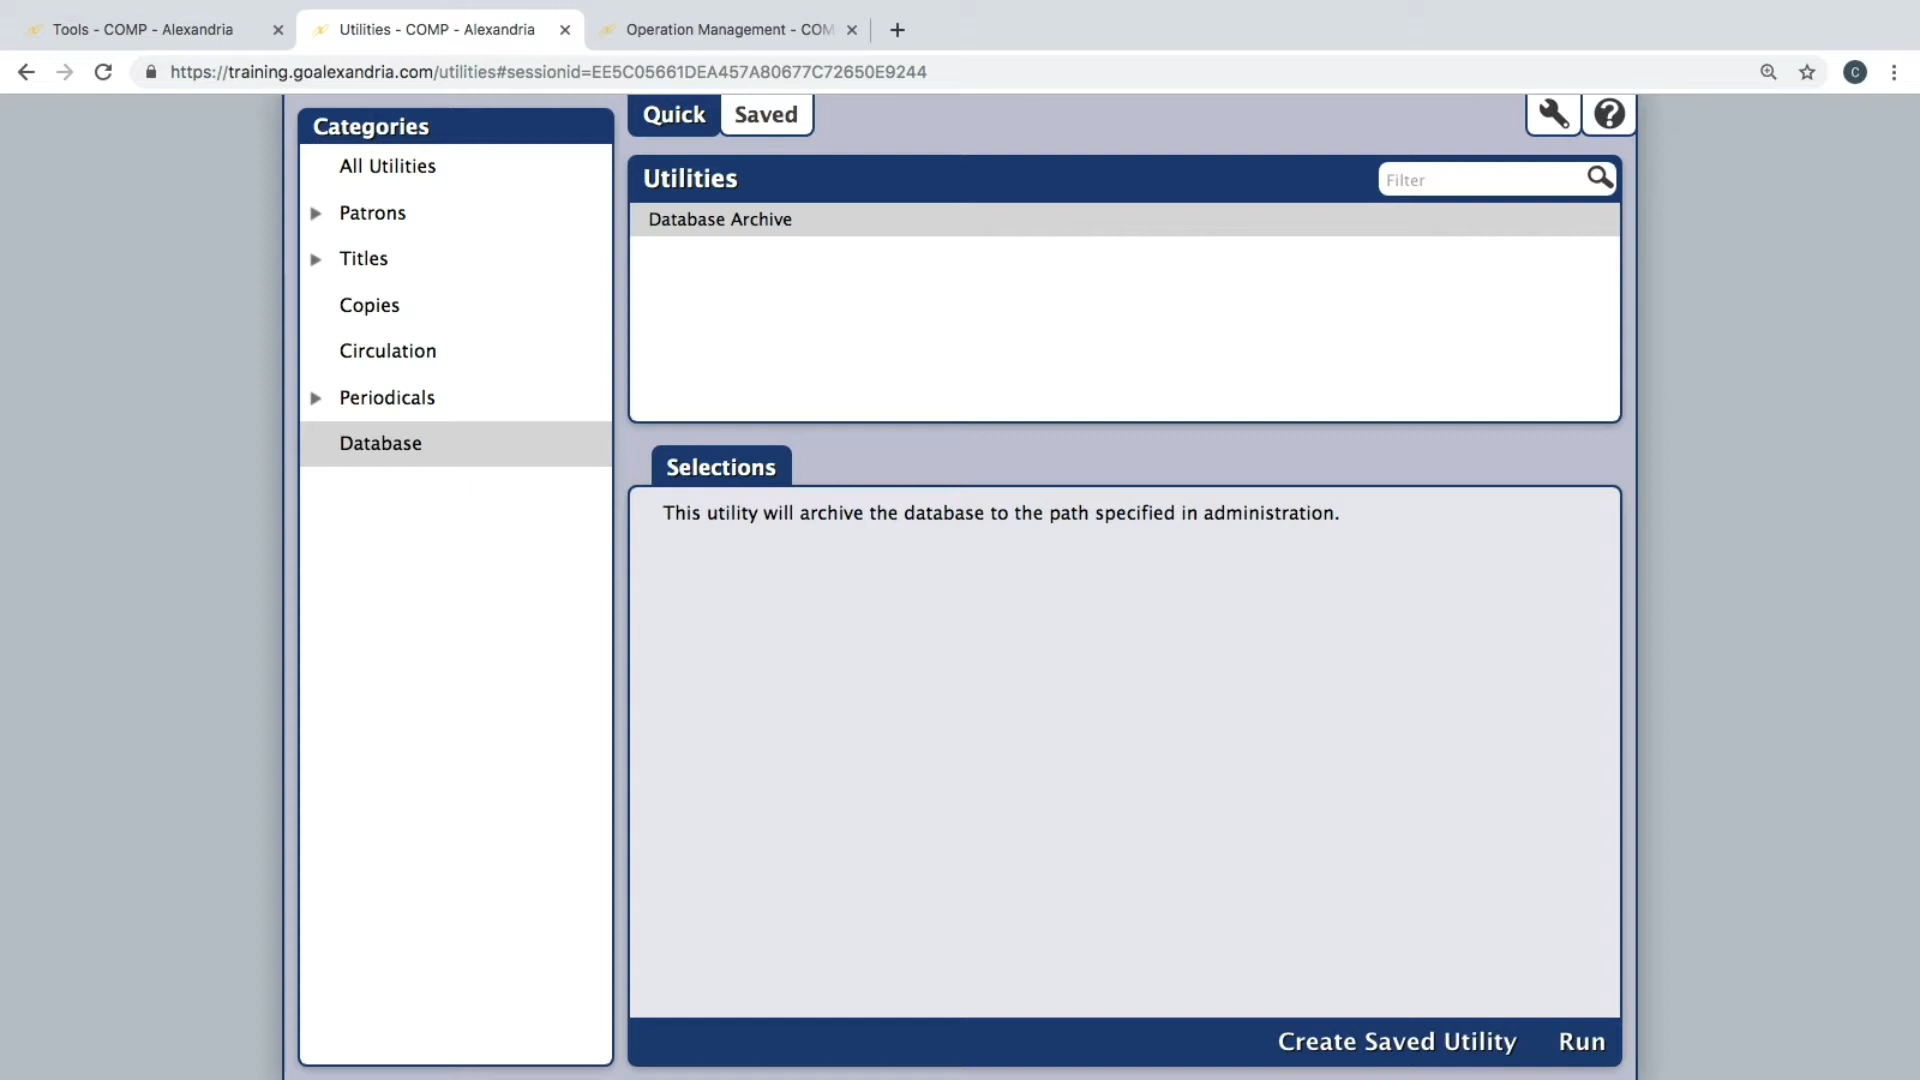 Tools - COMP - Alexandria
Utilities - COMP - Alexandria
Operation Management - COM
https://training.goalexandria.com/utilities#sessionid=EE5C05661DEA457A80677C72650E9244
C
Categories
All Utilities
Patrons
Titles
Copies
Circulation
Periodicals
Database
Quick
Saved
Utilities
Filter
Database Archive
Selections
This utility will archive the database to the path specified in administration.
Create Saved Utility
Run